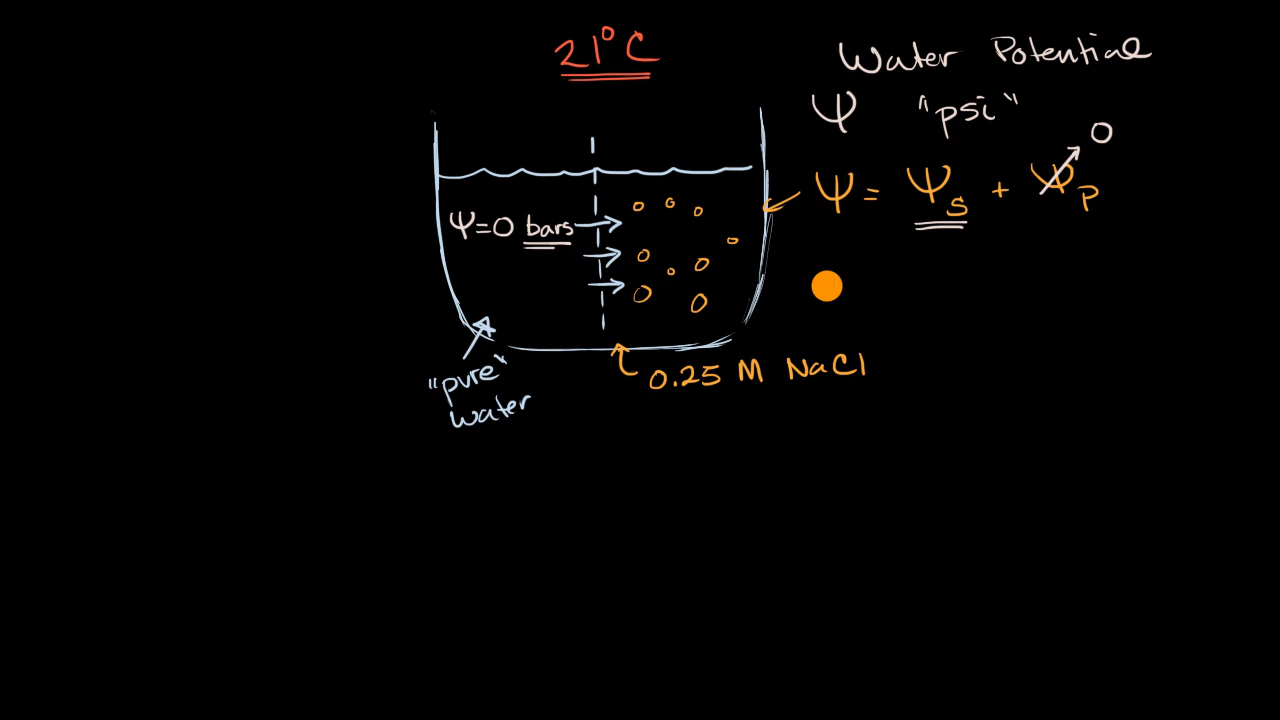 21° C
Water Potential
Ψ "psi"
0
Ψ = Ψs + Ψp
Ψ=0 bars
"pure"
water
0.25 M NaCl